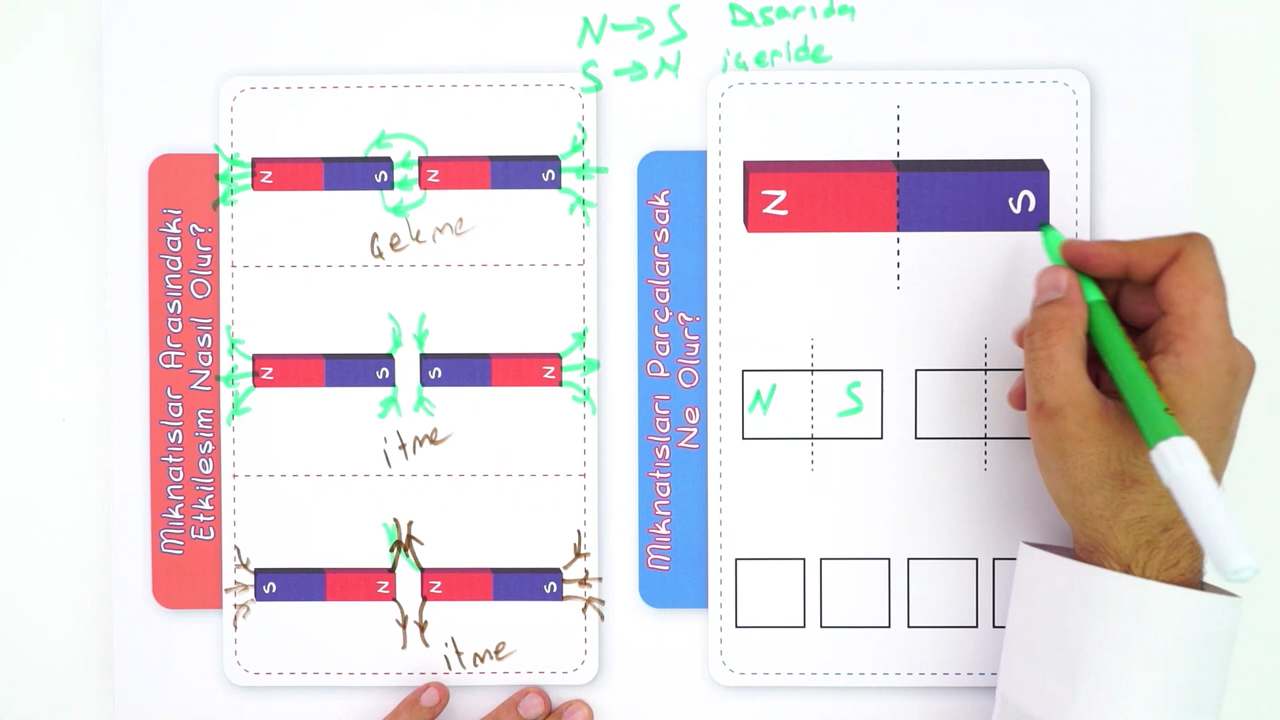 N → S Dışarıda
S → N içeride
Mıknatıslar Arasındaki
Etkileşim Nasıl Olur?
N S N S
Çekme
N S S N
itme
S N N S
itme
Mıknatısları Parçalarsak
Ne Olur?
N S
N S